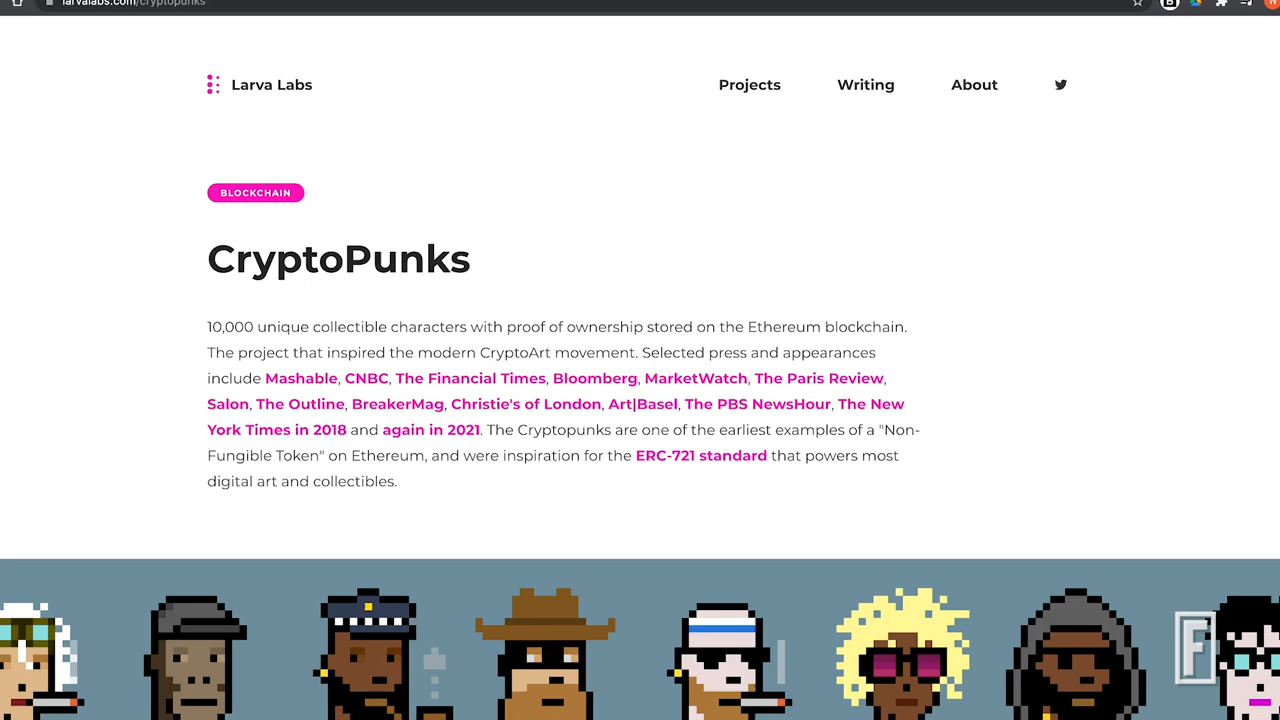 larvalabs.com/cryptopunks
Larva Labs
Projects
Writing
About
BLOCKCHAIN
CryptoPunks
10,000 unique collectible characters with proof of ownership stored on the Ethereum blockchain.
The project that inspired the modern CryptoArt movement. Selected press and appearances
include Mashable, CNBC, The Financial Times, Bloomberg, MarketWatch, The Paris Review,
Salon, The Outline, BreakerMag, Christie's of London, Art|Basel, The PBS NewsHour, The New
York Times in 2018 and again in 2021. The Cryptopunks are one of the earliest examples of a "Non-
Fungible Token" on Ethereum, and were inspiration for the ERC-721 standard that powers most
digital art and collectibles.
F